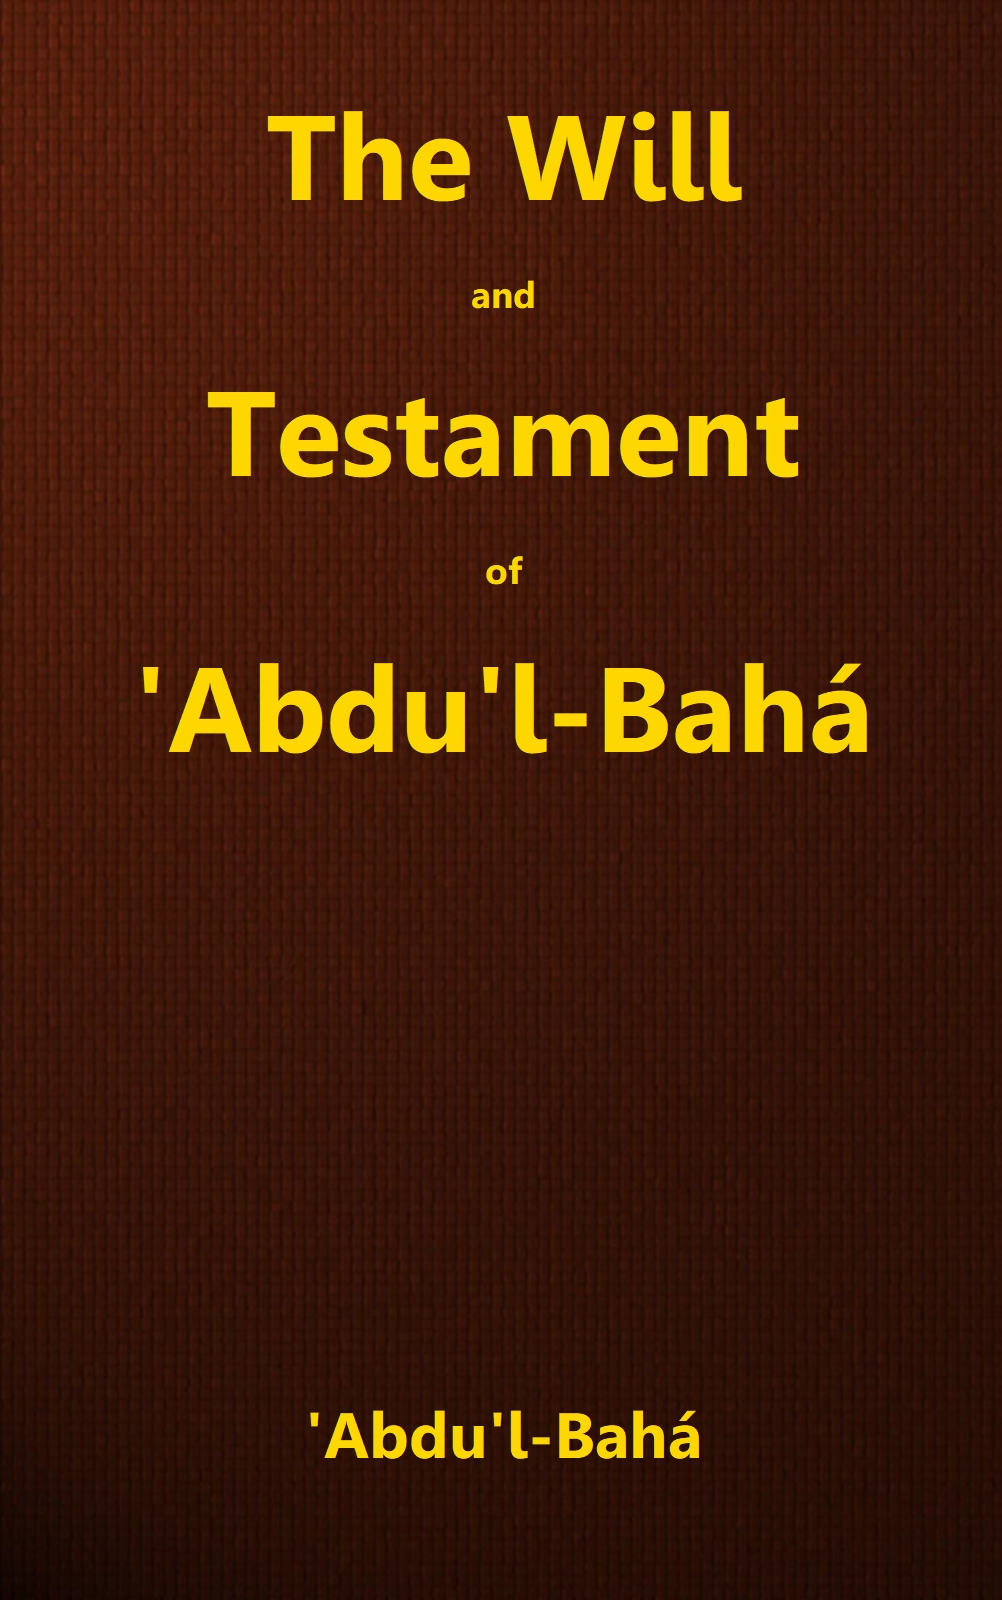 The Will
and
Testament
of
'Abdu'l-Bahá
'Abdu'l-Bahá